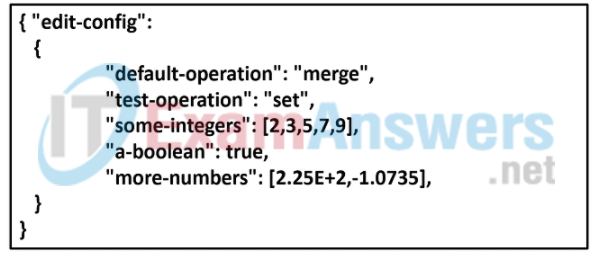 { "edit-config":
{
"default-operation": "merge",
"test-operation": "set",
"some-integers": [2,3,5,7,9],
"a-boolean": true,
"more-numbers": [2.25E+2,-1.0735],
}
}
ITExamAnswers
.net